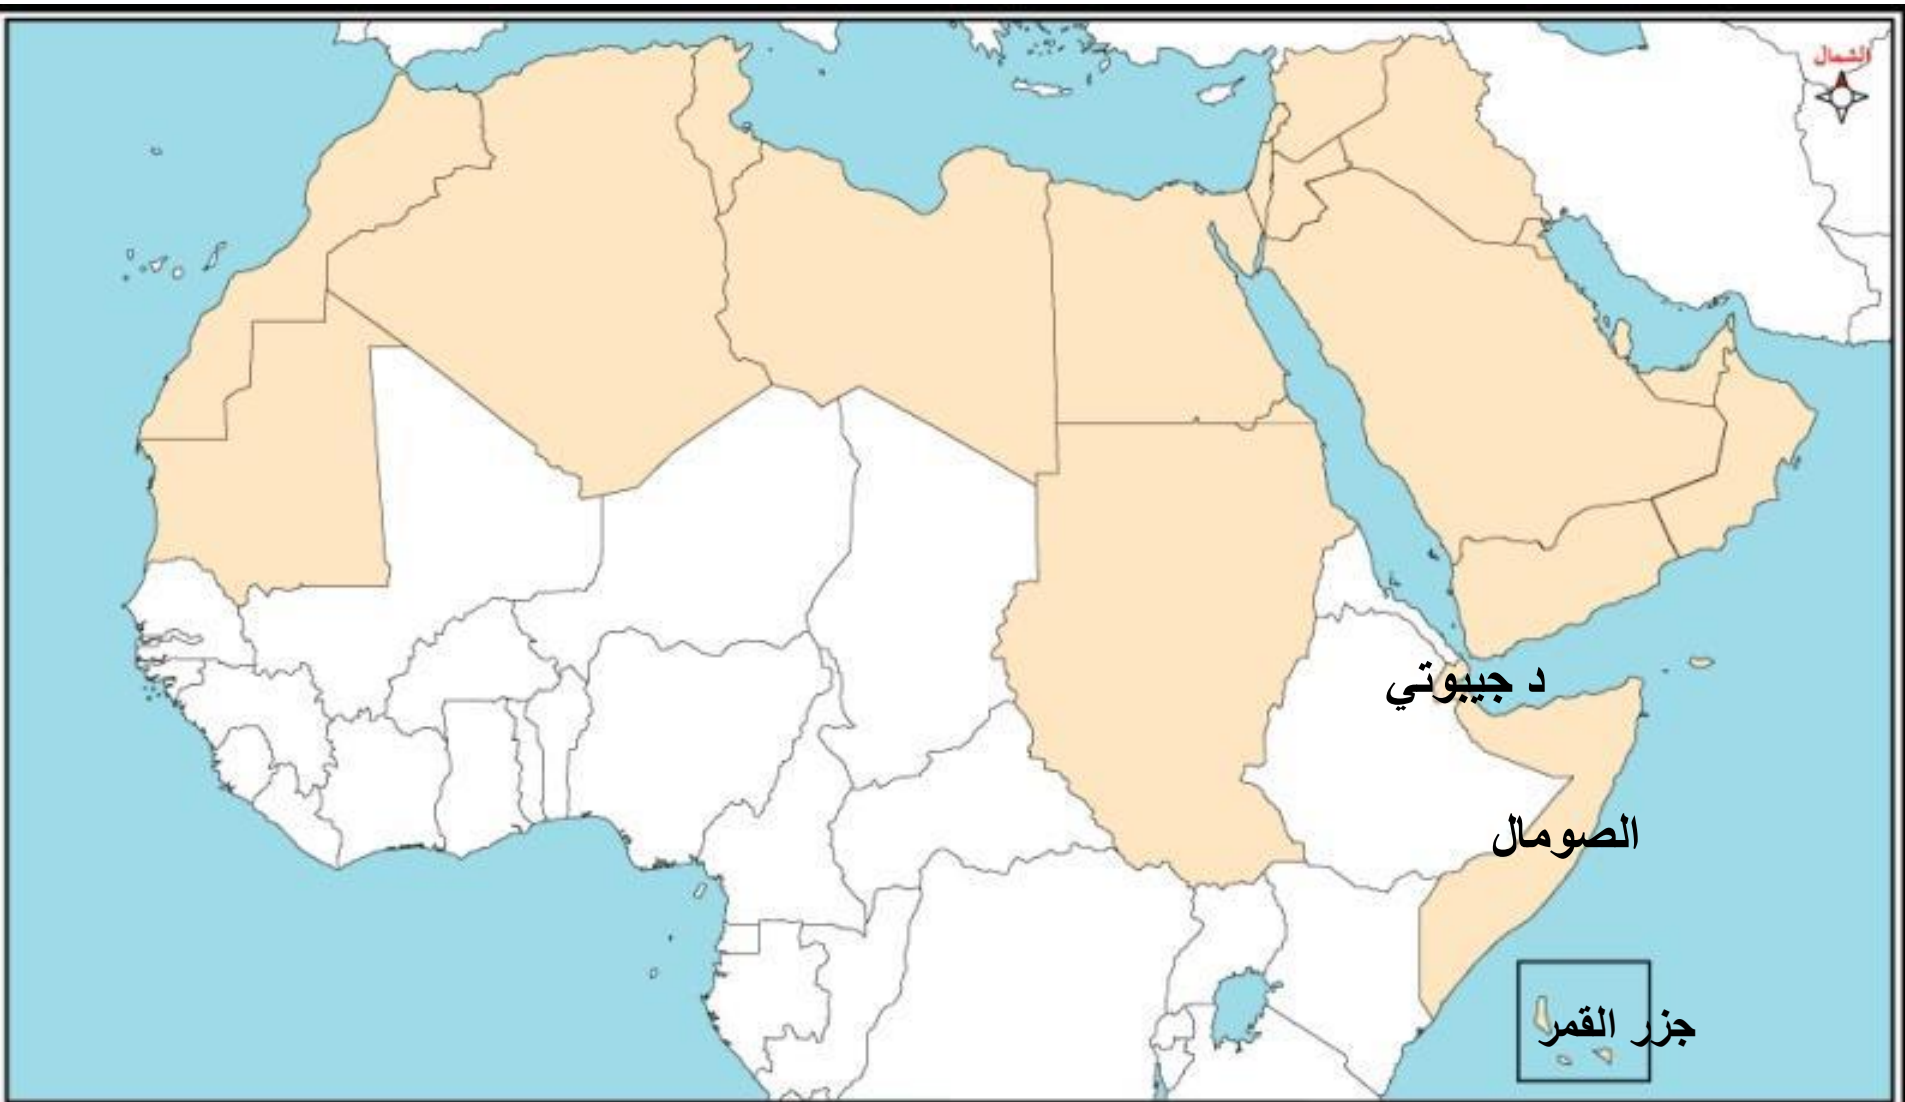 الشمال
د جيبوتي
الصومال
جزر القمر